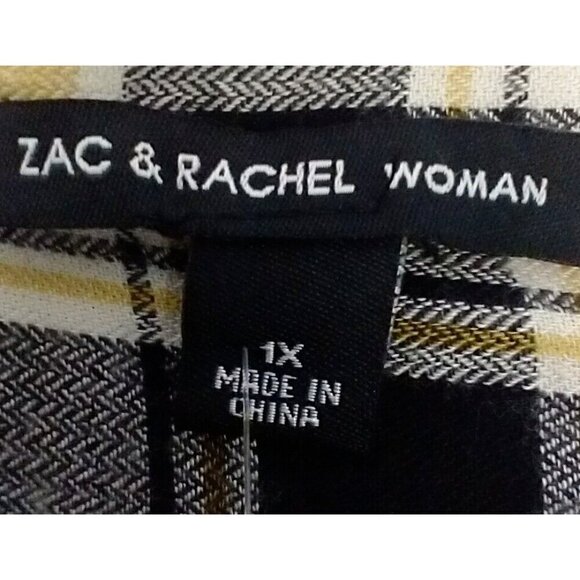 ZAC & RACHEL WOMAN
1X
MADE IN
CHINA